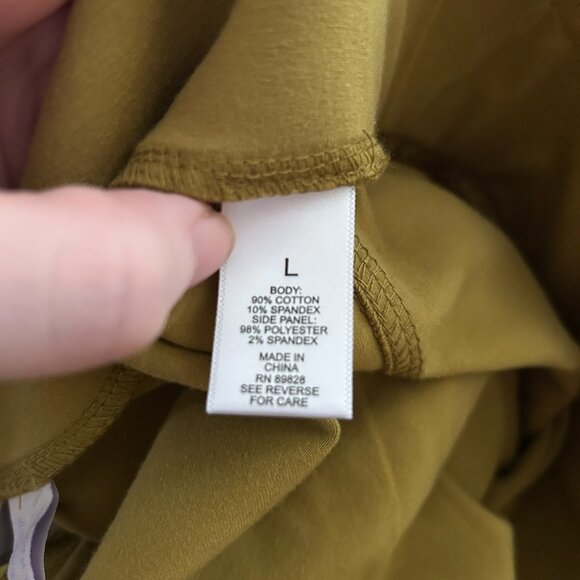 L
BODY:
90% COTTON
10% SPANDEX
SIDE PANEL:
98% POLYESTER
2% SPANDEX
MADE IN
CHINA
RN 89828
SEE REVERSE
FOR CARE